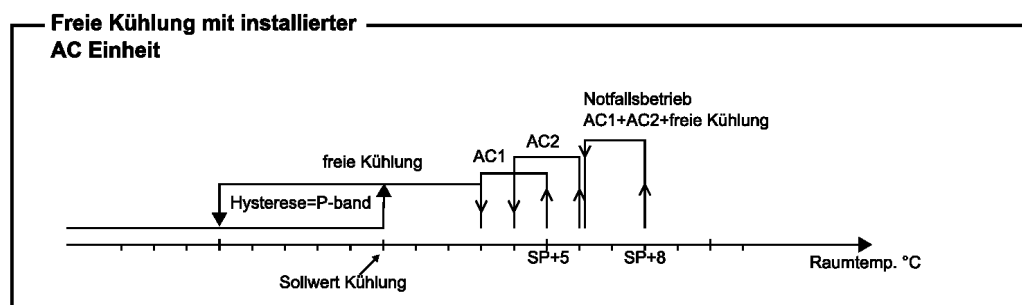 Freie Kühlung mit installierter
AC Einheit
Notfallsbetrieb
AC1+AC2+freie Kühlung
AC2
AC1
freie Kühlung
Hysterese=P-band
SP+5
SP+8
Raumtemp. °C
Sollwert Kühlung